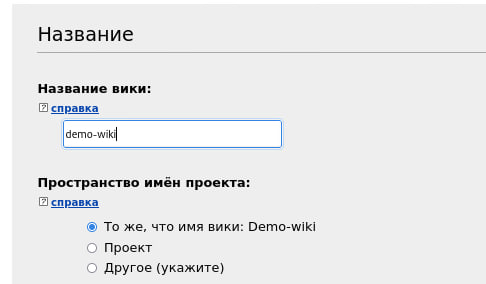 Название
Название вики:
? справка
demo-wiki
Пространство имён проекта:
? справка
То же, что имя вики: Demo-wiki
Проект
Другое (укажите)